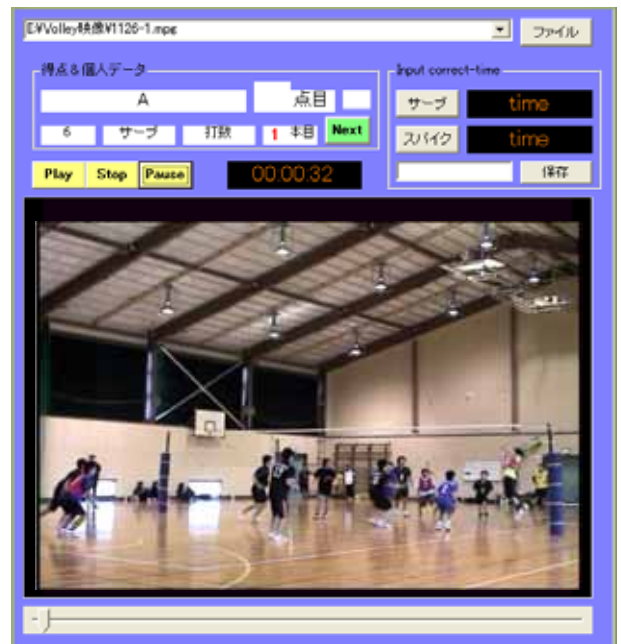 E:¥Volley映像¥1126-1.mpg ファイル
得点&個人データ
A 点目
6 サーブ 打数 1 本目 Next
Input correct-time
サーブ time
スパイク time
保存
Play Stop Pause 00:00:32